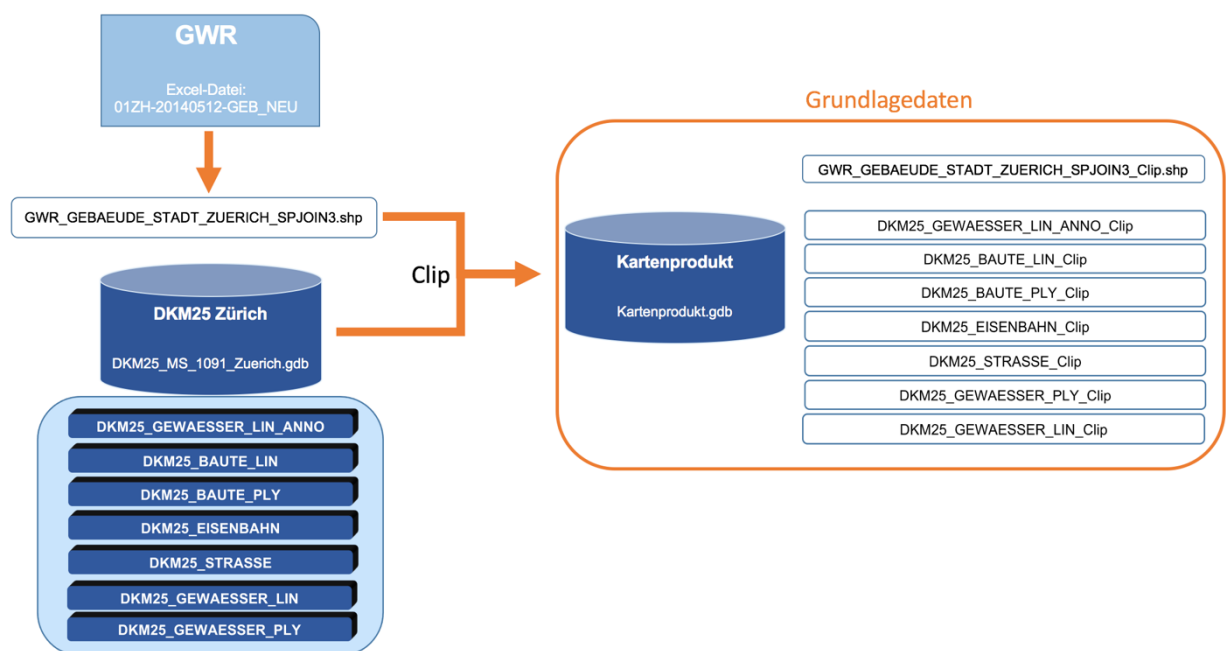 GWR
Excel-Datei:
01ZH-20140512-GEB_NEU
GWR_GEBAEUDE_STADT_ZUERICH_SPJOIN3.shp
DKM25 Zürich
DKM25_MS_1091_Zuerich.gdb
DKM25_GEWAESSER_LIN_ANNO
DKM25_BAUTE_LIN
DKM25_BAUTE_PLY
DKM25_EISENBAHN
DKM25_STRASSE
DKM25_GEWAESSER_LIN
DKM25_GEWAESSER_PLY
Clip
Grundlagedaten
Kartenprodukt
Kartenprodukt.gdb
GWR_GEBAEUDE_STADT_ZUERICH_SPJOIN3_Clip.shp
DKM25_GEWAESSER_LIN_ANNO_Clip
DKM25_BAUTE_LIN_Clip
DKM25_BAUTE_PLY_Clip
DKM25_EISENBAHN_Clip
DKM25_STRASSE_Clip
DKM25_GEWAESSER_PLY_Clip
DKM25_GEWAESSER_LIN_Clip